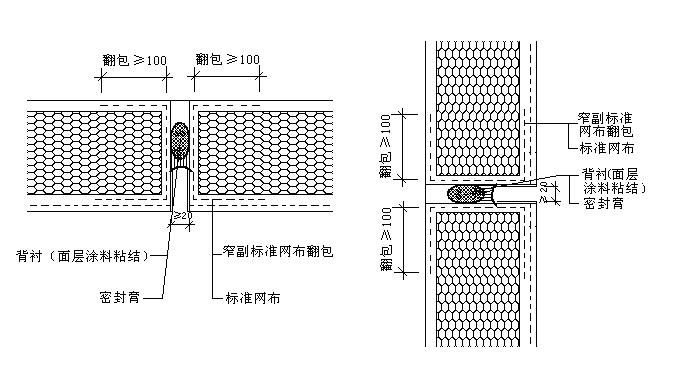 翻包≥100
翻包≥100
≥20
背衬（面层涂料粘结）
窄副标准网布翻包
密封膏
标准网布
翻包≥100
翻包≥100
窄副标准
网布翻包
标准网布
背衬(面层
涂料粘结)
密封膏
≥20